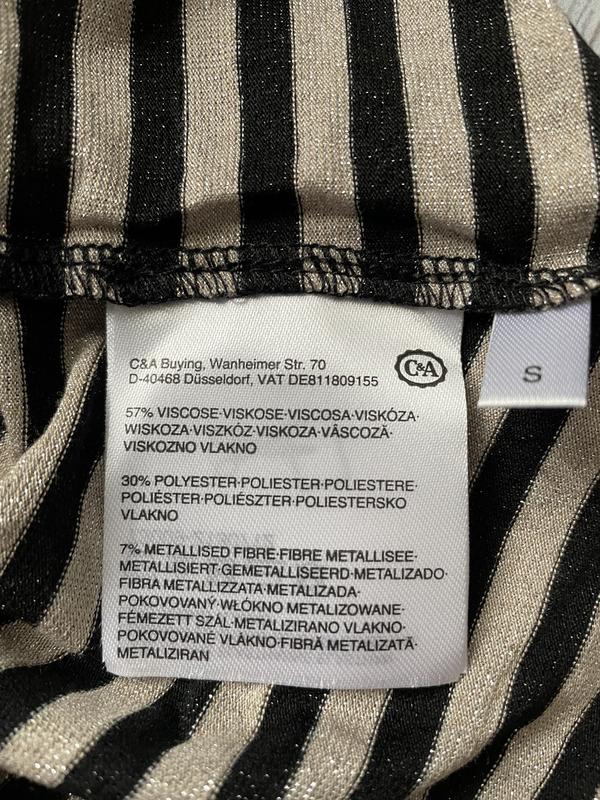 C&A Buying, Wanheimer Str. 70
D-40468 Düsseldorf, VAT DE811809155
C&A
S
57% VISCOSE·VISKOSE·VISCOSA·VISKÓZA·
WISKOZA·VISZKÓZ·VISKOZA·VÂSCOZĂ·
VISKOZNO VLAKNO
30% POLYESTER·POLIESTER·POLIESTERE·
POLIÉSTER·POLIÉSZTER·POLIESTERSKO
VLAKNO
7% METALLISED FIBRE·FIBRE METALLISEE·
METALLISIERT·GEMETALLISEERD·METALIZADO·
FIBRA METALLIZZATA·METALIZADA·
POKOVOVANÝ·WŁÓKNO METALIZOWANE·
FÉMEZETT SZÁL·METALIZIRANO VLAKNO·
POKOVOVANÉ VLÁKNO·FIBRĂ METALIZATĂ·
METALIZIRAN